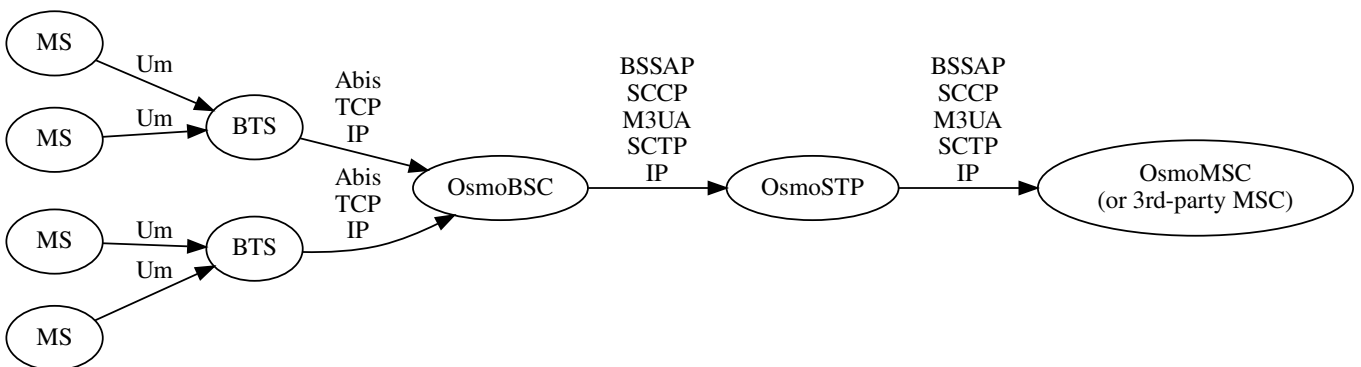 MS
Um
MS
Um
BTS
Abis
TCP
IP
MS
Um
MS
Um
BTS
Abis
TCP
IP
OsmoBSC
BSSAP
SCCP
M3UA
SCTP
IP
OsmoSTP
BSSAP
SCCP
M3UA
SCTP
IP
OsmoMSC
(or 3rd-party MSC)